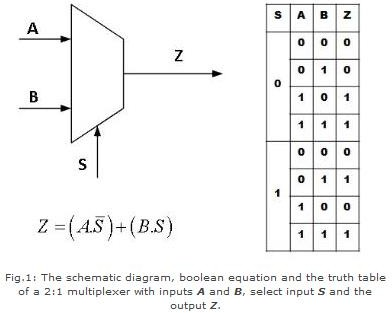 A
B
Z
S
Z = (A.S̅) + (B.S)
S A B Z
0
0 0 0
0 1 0
1 0 1
1 1 1
1
0 0 0
0 1 1
1 0 0
1 1 1
Fig.1: The schematic diagram, boolean equation and the truth table
of a 2:1 multiplexer with inputs A and B, select input S and the
output Z.